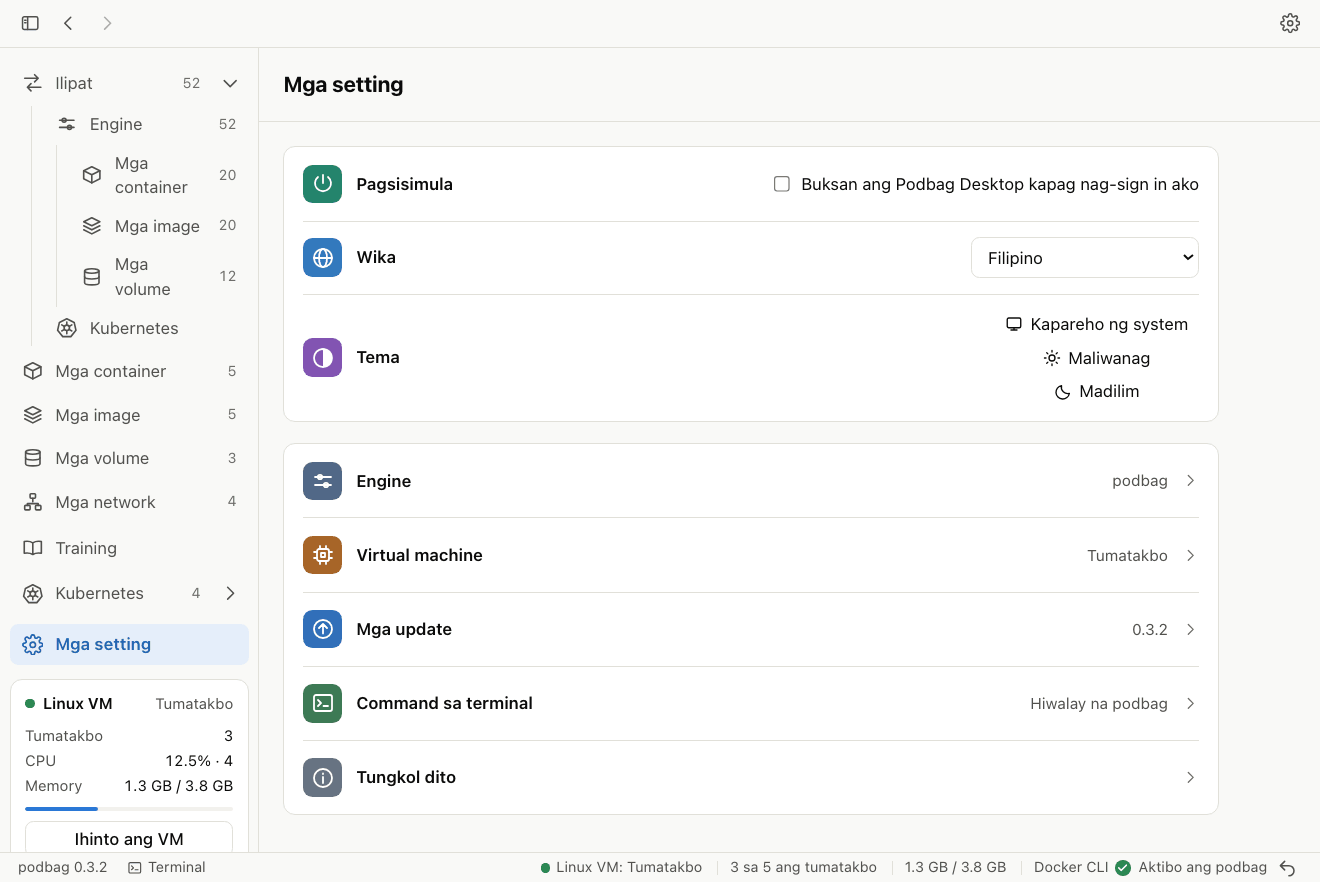 Ilipat 52
Engine 52
Mga container 20
Mga image 20
Mga volume 12
Kubernetes
Mga container 5
Mga image 5
Mga volume 3
Mga network 4
Training
Kubernetes 4
Mga setting
Linux VM Tumatakbo
Tumatakbo 3
CPU 12.5% · 4
Memory 1.3 GB / 3.8 GB
Ihinto ang VM
Mga setting
Pagsisimula
Buksan ang Podbag Desktop kapag nag-sign in ako
Wika
Filipino
Tema
Kapareho ng system
Maliwanag
Madilim
Engine podbag
Virtual machine Tumatakbo
Mga update 0.3.2
Command sa terminal Hiwalay na podbag
Tungkol dito
podbag 0.3.2 Terminal Linux VM: Tumatakbo 3 sa 5 ang tumatakbo 1.3 GB / 3.8 GB Docker CLI Aktibo ang podbag